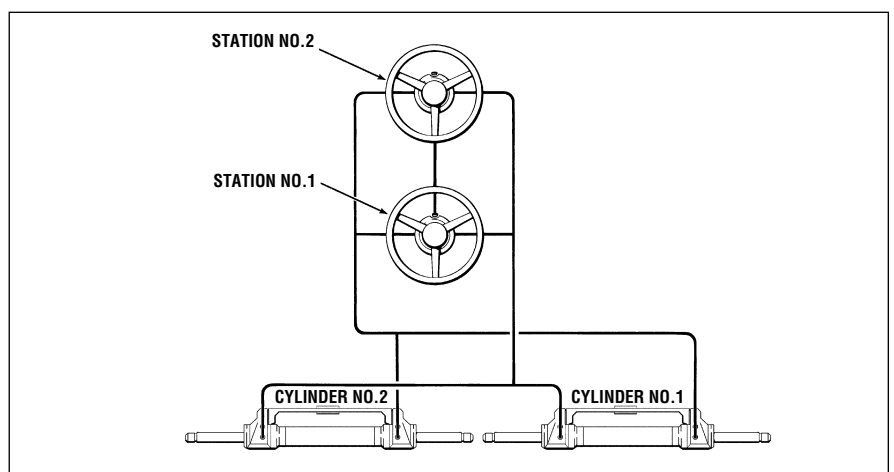 STATION NO.2
STATION NO.1
CYLINDER NO.2
CYLINDER NO.1